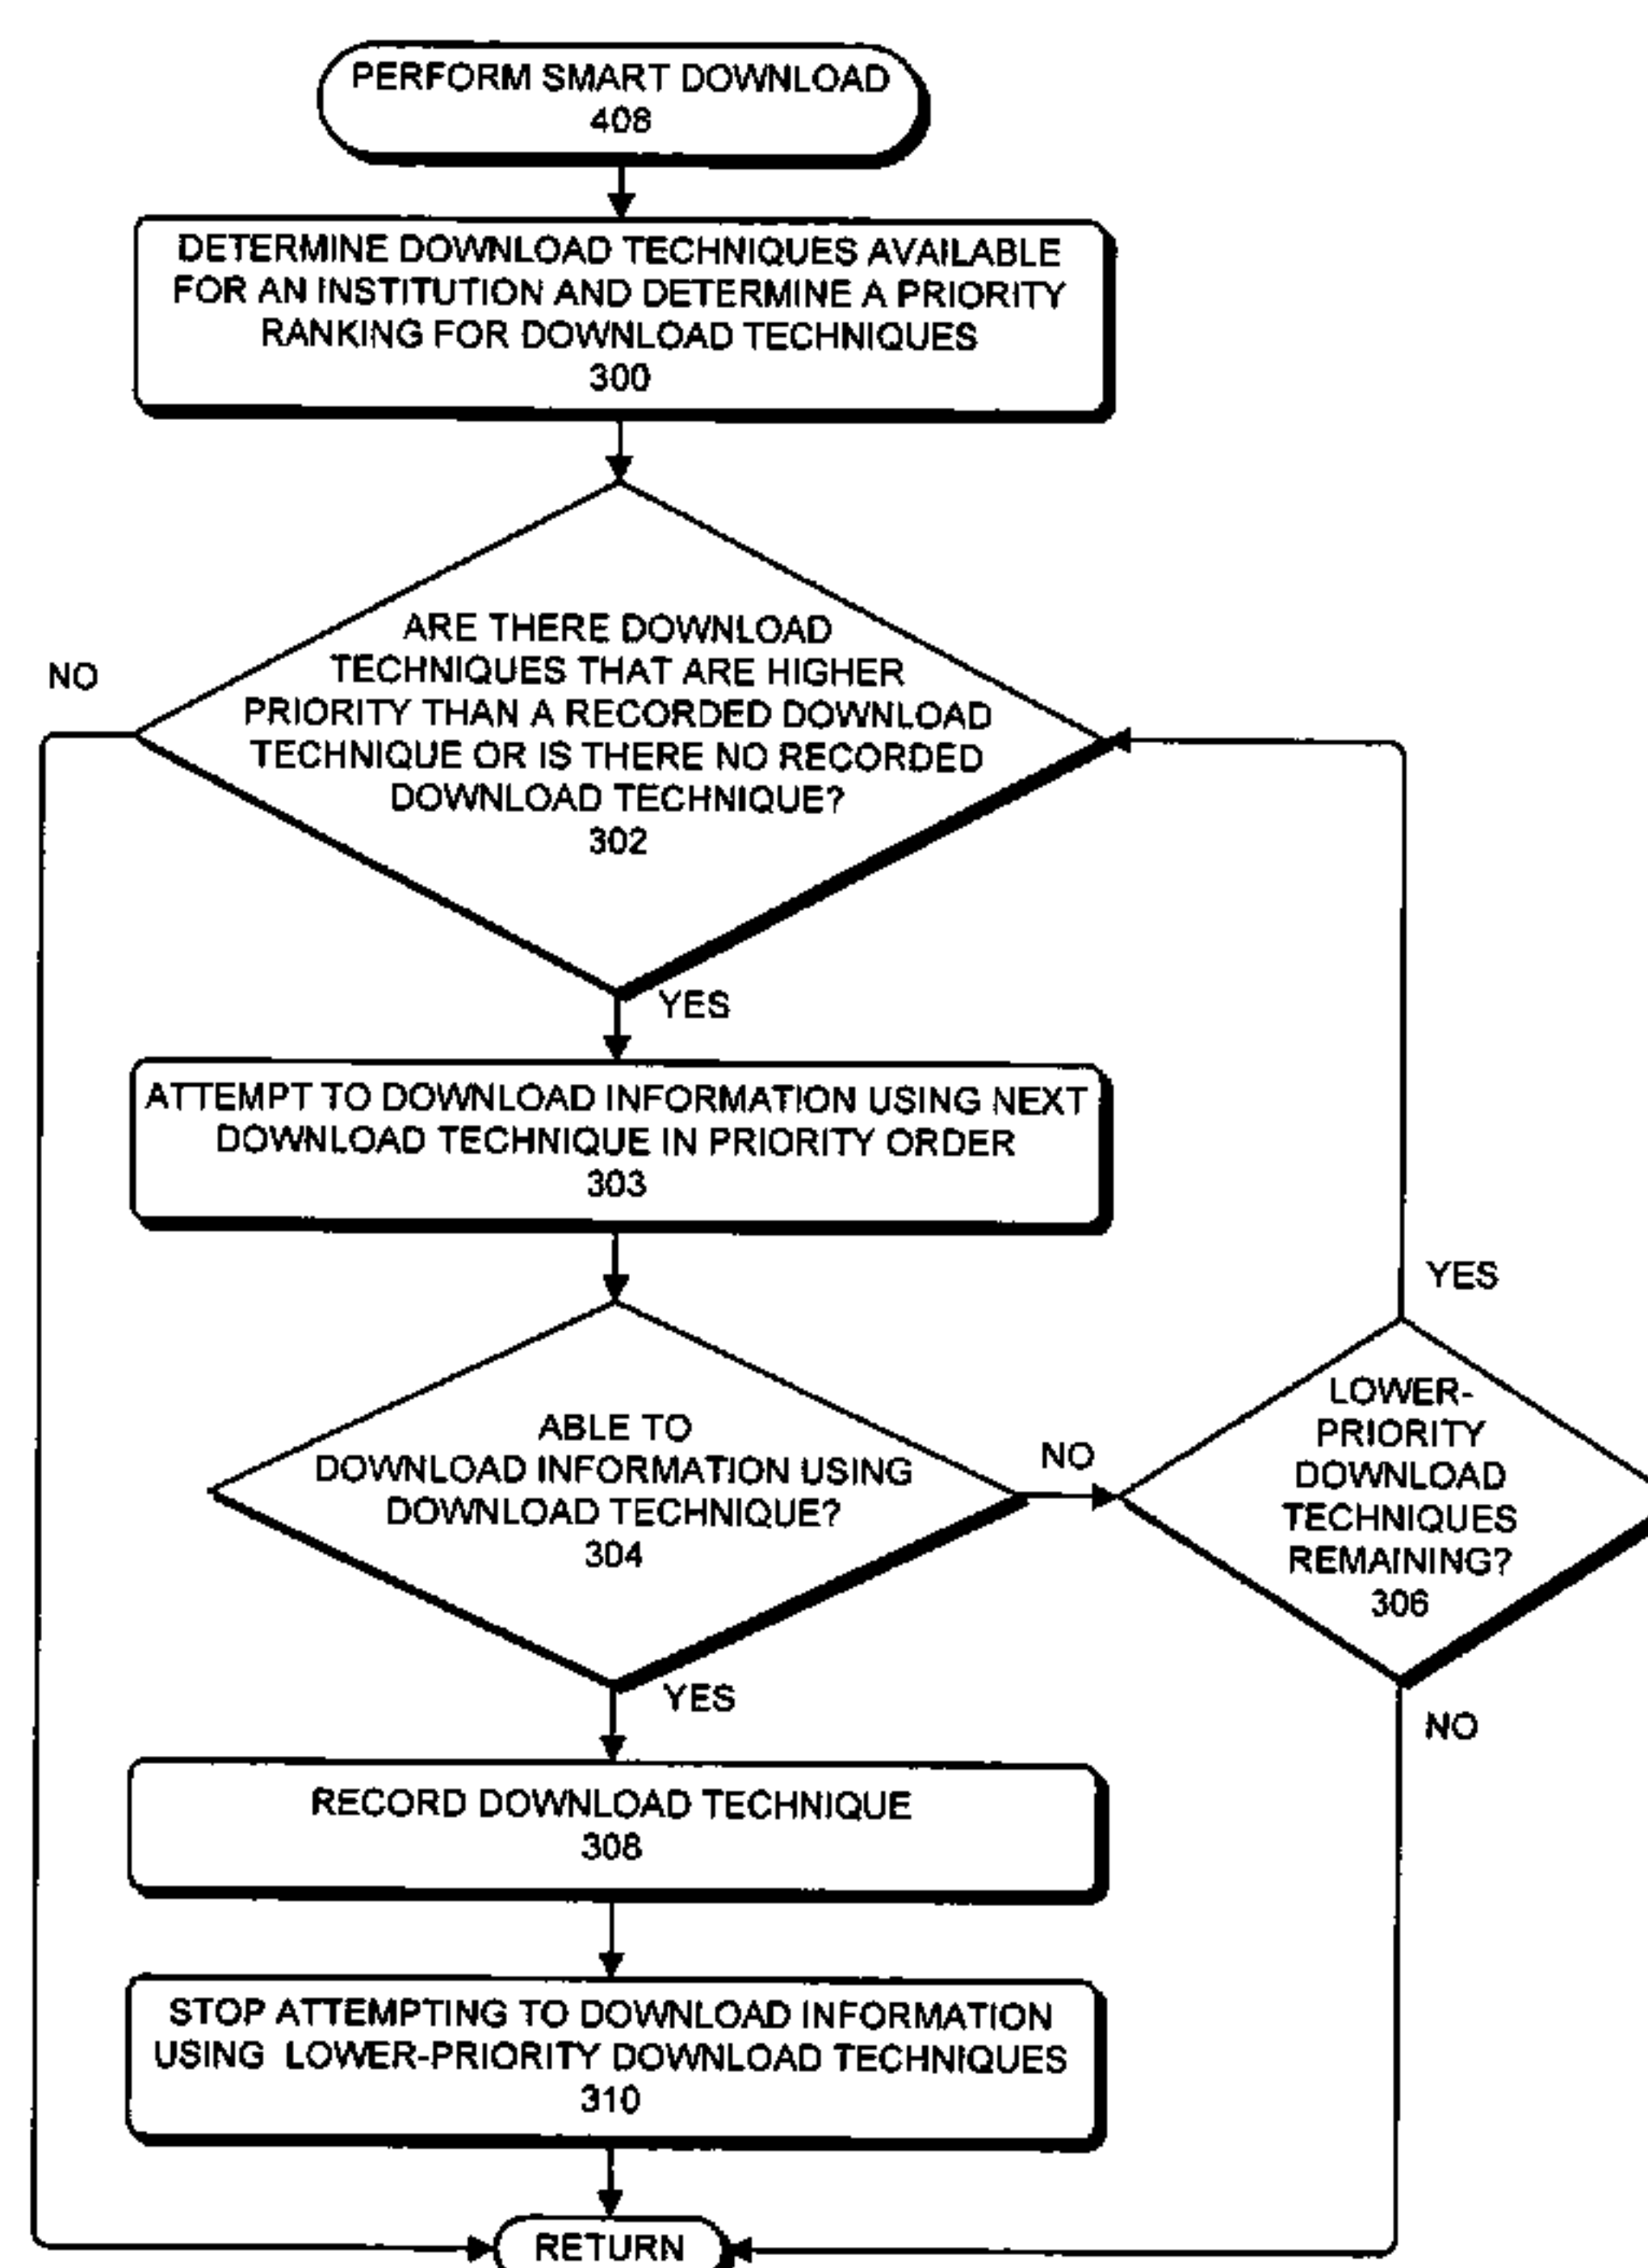 PERFORM SMART DOWNLOAD
408
DETERMINE DOWNLOAD TECHNIQUES AVAILABLE
FOR AN INSTITUTION AND DETERMINE A PRIORITY
RANKING FOR DOWNLOAD TECHNIQUES
300
ARE THERE DOWNLOAD
TECHNIQUES THAT ARE HIGHER
PRIORITY THAN A RECORDED DOWNLOAD
TECHNIQUE OR IS THERE NO RECORDED
DOWNLOAD TECHNIQUE?
302
NO
YES
ATTEMPT TO DOWNLOAD INFORMATION USING NEXT
DOWNLOAD TECHNIQUE IN PRIORITY ORDER
303
ABLE TO
DOWNLOAD INFORMATION USING
DOWNLOAD TECHNIQUE?
304
NO
YES
YES
LOWER-
PRIORITY
DOWNLOAD
TECHNIQUES
REMAINING?
306
NO
RECORD DOWNLOAD TECHNIQUE
308
STOP ATTEMPTING TO DOWNLOAD INFORMATION
USING LOWER-PRIORITY DOWNLOAD TECHNIQUES
310
RETURN